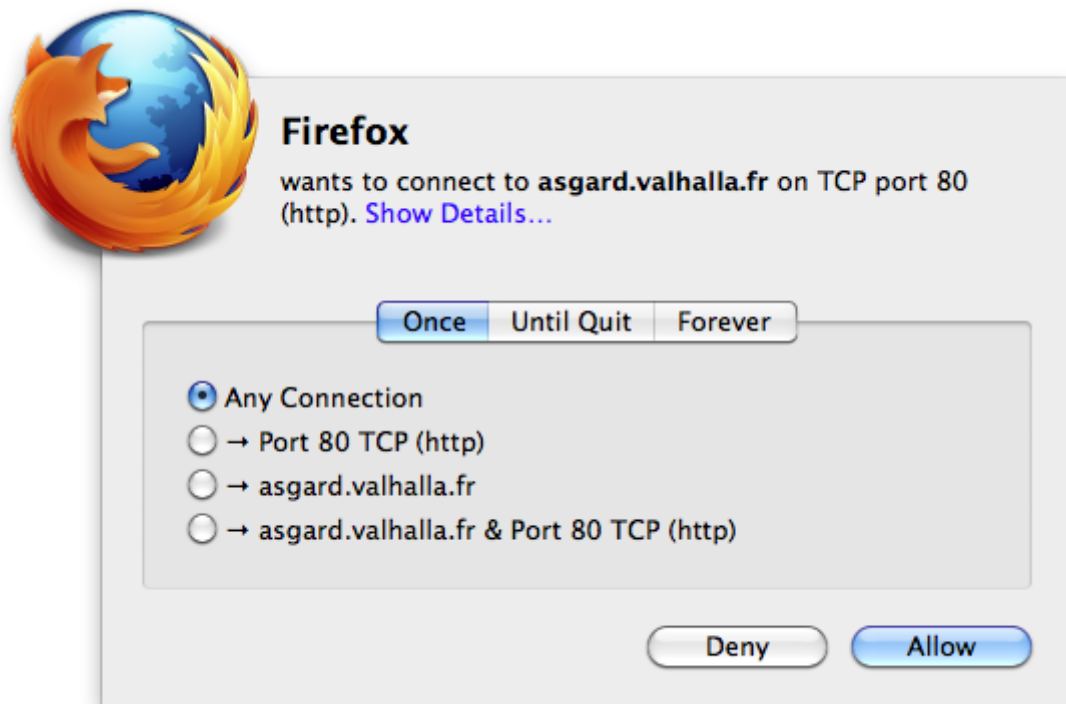 Firefox
wants to connect to asgard.valhalla.fr on TCP port 80
(http). Show Details...
Once Until Quit Forever
Any Connection
→ Port 80 TCP (http)
→ asgard.valhalla.fr
→ asgard.valhalla.fr & Port 80 TCP (http)
Deny Allow